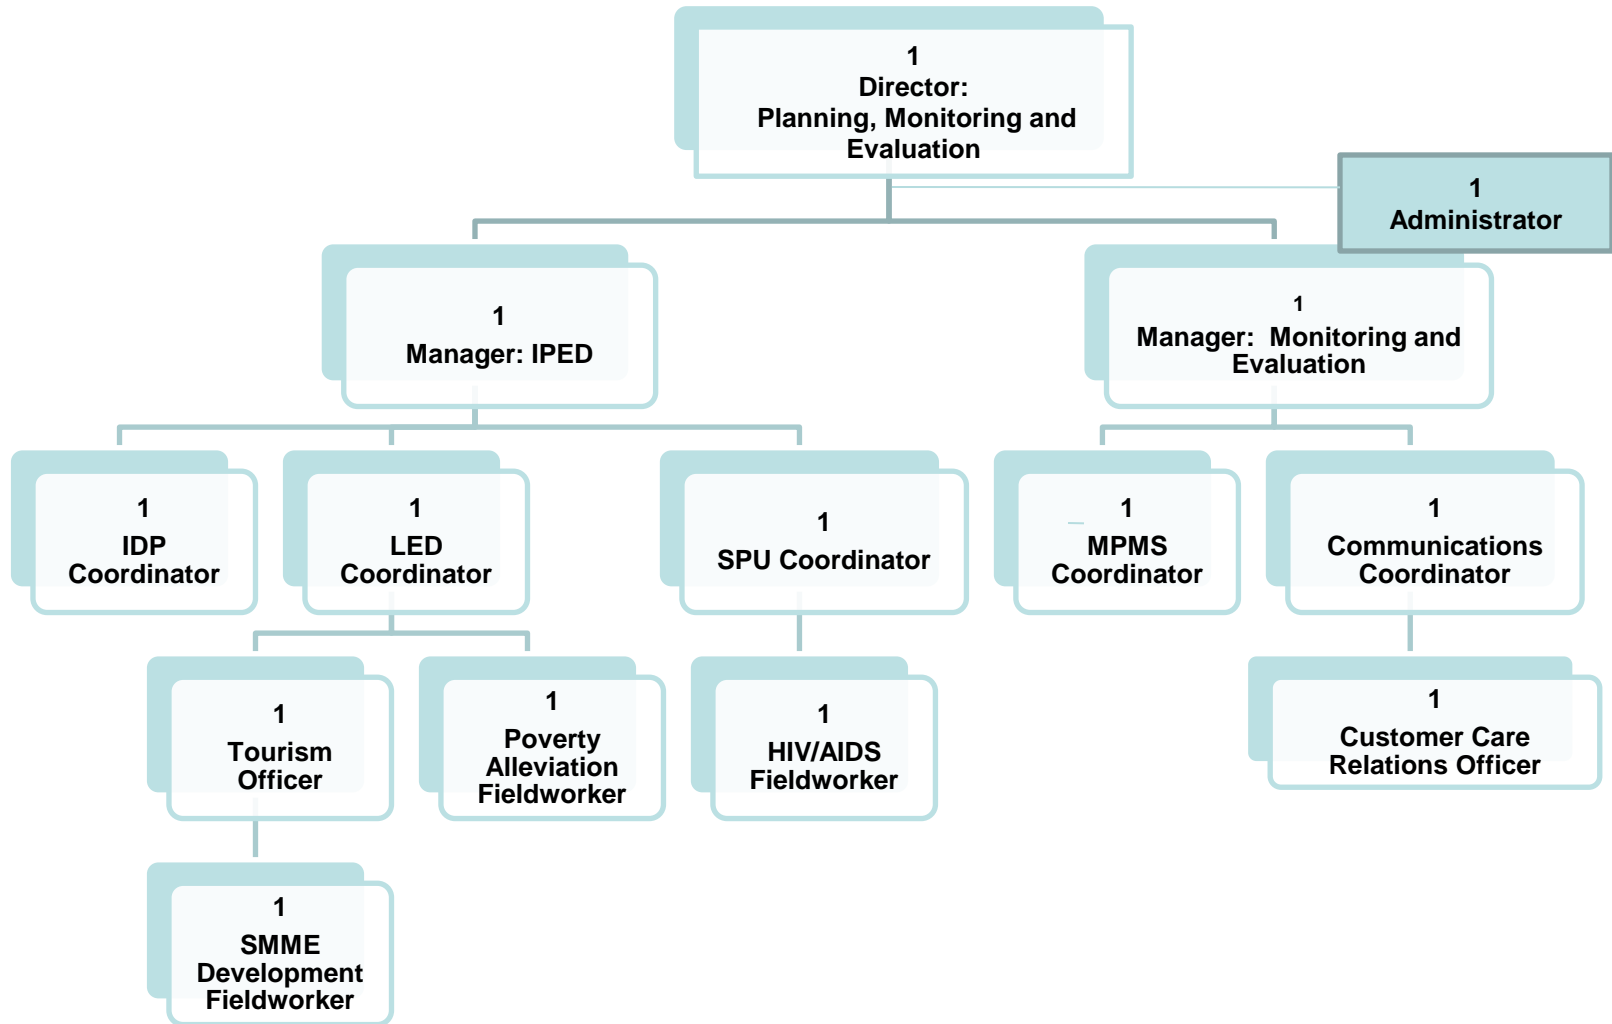 1
Director:
Planning, Monitoring and
Evaluation
1
Administrator
1
Manager: IPED
1
Manager:  Monitoring and
Evaluation
1
IDP
Coordinator
1
LED
Coordinator
1
SPU Coordinator
1
MPMS
Coordinator
1
Communications
Coordinator
1
Tourism
Officer
1
Poverty
Alleviation
Fieldworker
1
HIV/AIDS
Fieldworker
1
Customer Care
Relations Officer
1
SMME
Development
Fieldworker